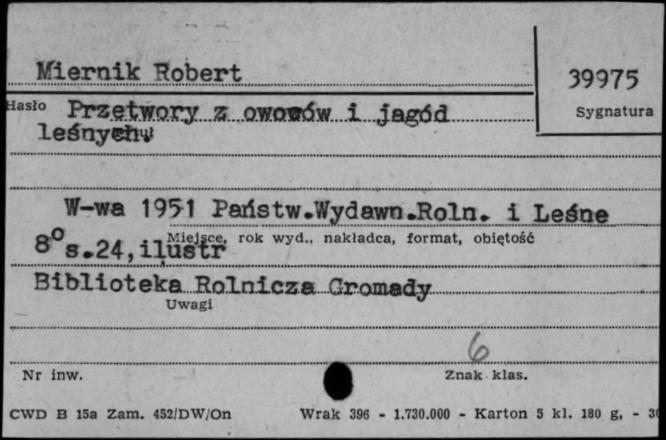 Miernik Robert
39975
Hasło Przetwory z owoców i jagód
Sygnatura
leśnych.
W-wa 1951 Państw.Wydawn.Roln. i Leśne
Miejsce, rok wyd., nakładca, format, objętość
8° s.24,ilustr
Biblioteka Rolnicza Gromady
Uwagi
6
Nr inw.
Znak klas.
CWD B 15a Zam. 452/DW/On Wrak 396 - 1.730.000 - Karton 5 kl. 180 g, -